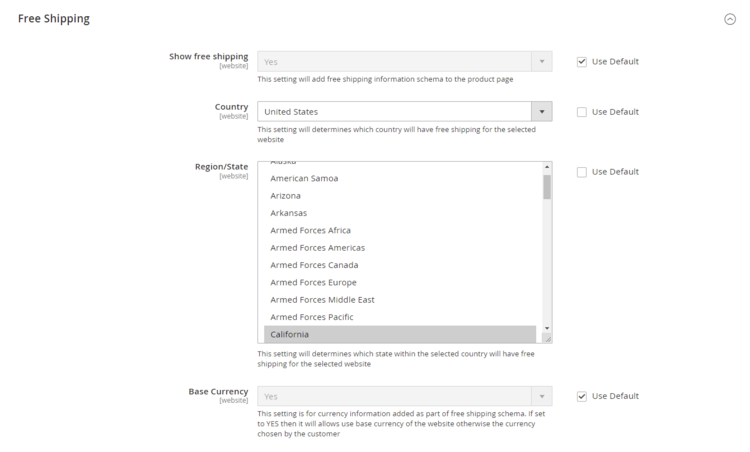 Free Shipping
Show free shipping
[website]
Yes
Use Default
This setting will add free shipping information schema to the product page
Country
[website]
United States
Use Default
This setting will determines which country will have free shipping for the selected
website
Region/State
[website]
Alaska
Use Default
American Samoa
Arizona
Arkansas
Armed Forces Africa
Armed Forces Americas
Armed Forces Canada
Armed Forces Europe
Armed Forces Middle East
Armed Forces Pacific
California
This setting will determines which state within the selected country will have free
shipping for the selected website
Base Currency
[website]
Yes
Use Default
This setting is for currency information added as part of free shipping schema. if set
to YES then it will allows use base currency of the website otherwise the currency
chosen by the customer